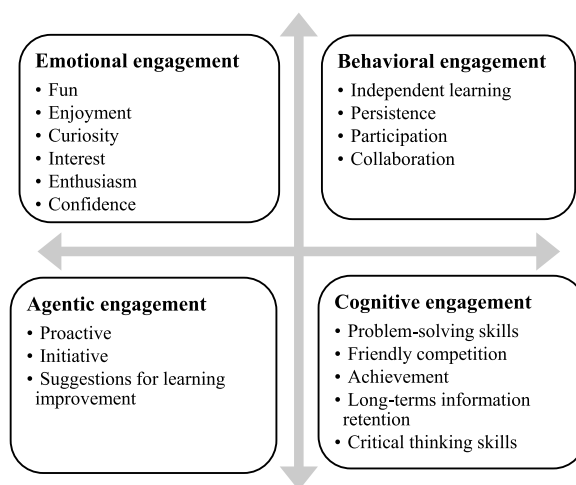 Emotional engagement
• Fun
• Enjoyment
• Curiosity
• Interest
• Enthusiasm
• Confidence
Behavioral engagement
• Independent learning
• Persistence
• Participation
• Collaboration
Agentic engagement
• Proactive
• Initiative
• Suggestions for learning
improvement
Cognitive engagement
• Problem-solving skills
• Friendly competition
• Achievement
• Long-terms information
retention
• Critical thinking skills